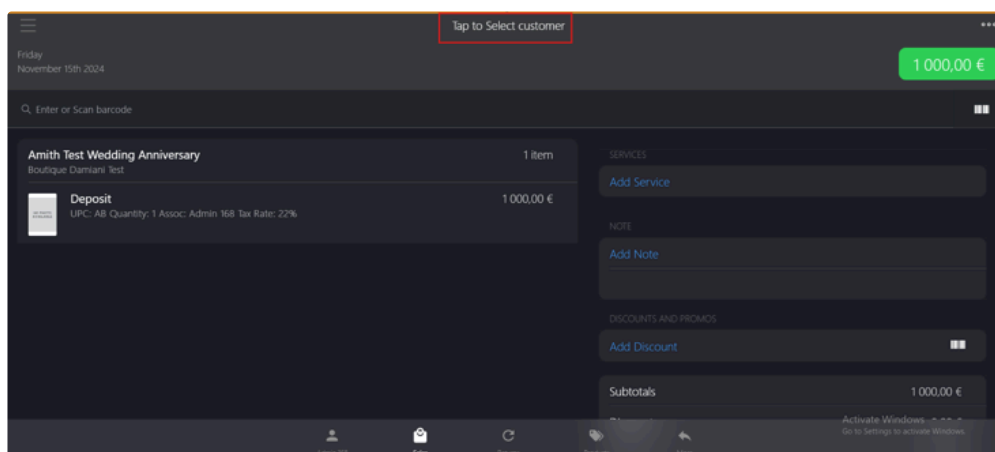 Tap to Select customer
Friday
November 15th 2024
1 000,00 €
Enter or Scan barcode
Amith Test Wedding Anniversary
1 item
Boutique Damiani Test
Deposit
1 000,00 €
UPC: AB Quantity: 1 Assoc: Admin 168 Tax Rate: 22%
SERVICES
Add Service
NOTE
Add Note
DISCOUNTS AND PROMOS
Add Discount
Subtotals
1 000,00 €
Activate Windows
Go to Settings to activate Windows.